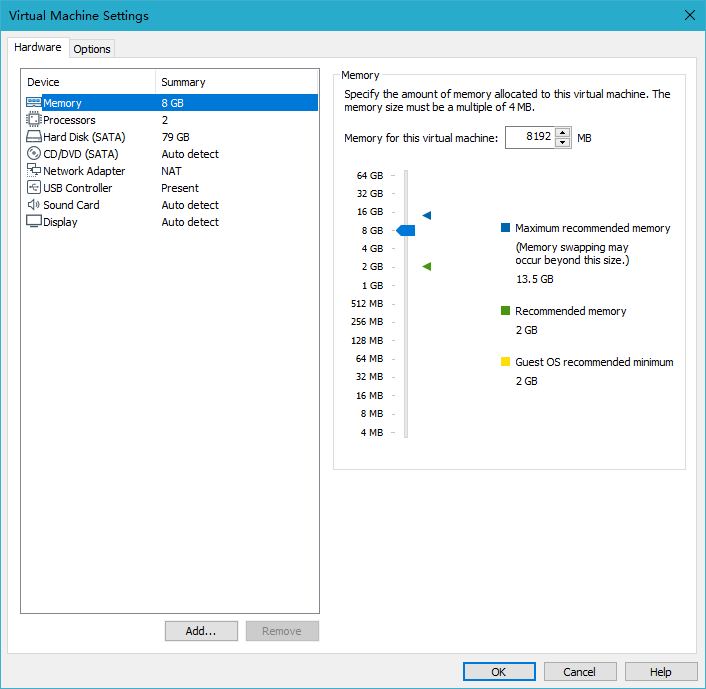 Virtual Machine Settings
Hardware
Options
Device Summary
Memory 8 GB
Processors 2
Hard Disk (SATA) 79 GB
CD/DVD (SATA) Auto detect
Network Adapter NAT
USB Controller Present
Sound Card Auto detect
Display Auto detect
Add...
Remove
Memory
Specify the amount of memory allocated to this virtual machine. The
memory size must be a multiple of 4 MB.
Memory for this virtual machine: 8192 MB
64 GB
32 GB
16 GB
8 GB
4 GB
2 GB
1 GB
512 MB
256 MB
128 MB
64 MB
32 MB
16 MB
8 MB
4 MB
Maximum recommended memory
(Memory swapping may
occur beyond this size.)
13.5 GB
Recommended memory
2 GB
Guest OS recommended minimum
2 GB
OK
Cancel
Help